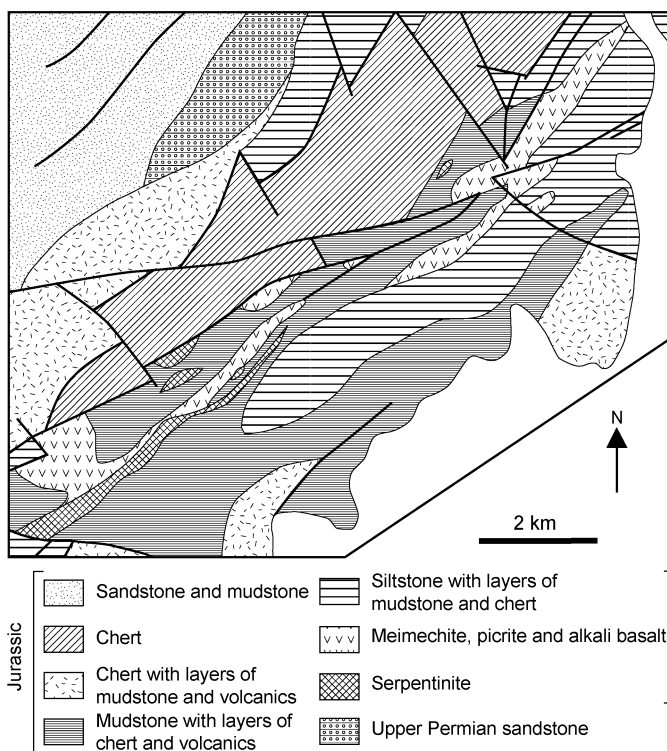 N
2 km
Jurassic
Sandstone and mudstone
Chert
Chert with layers of
mudstone and volcanics
Mudstone with layers of
chert and volcanics
Siltstone with layers of
mudstone and chert
Meimechite, picrite and alkali basalt
Serpentinite
Upper Permian sandstone